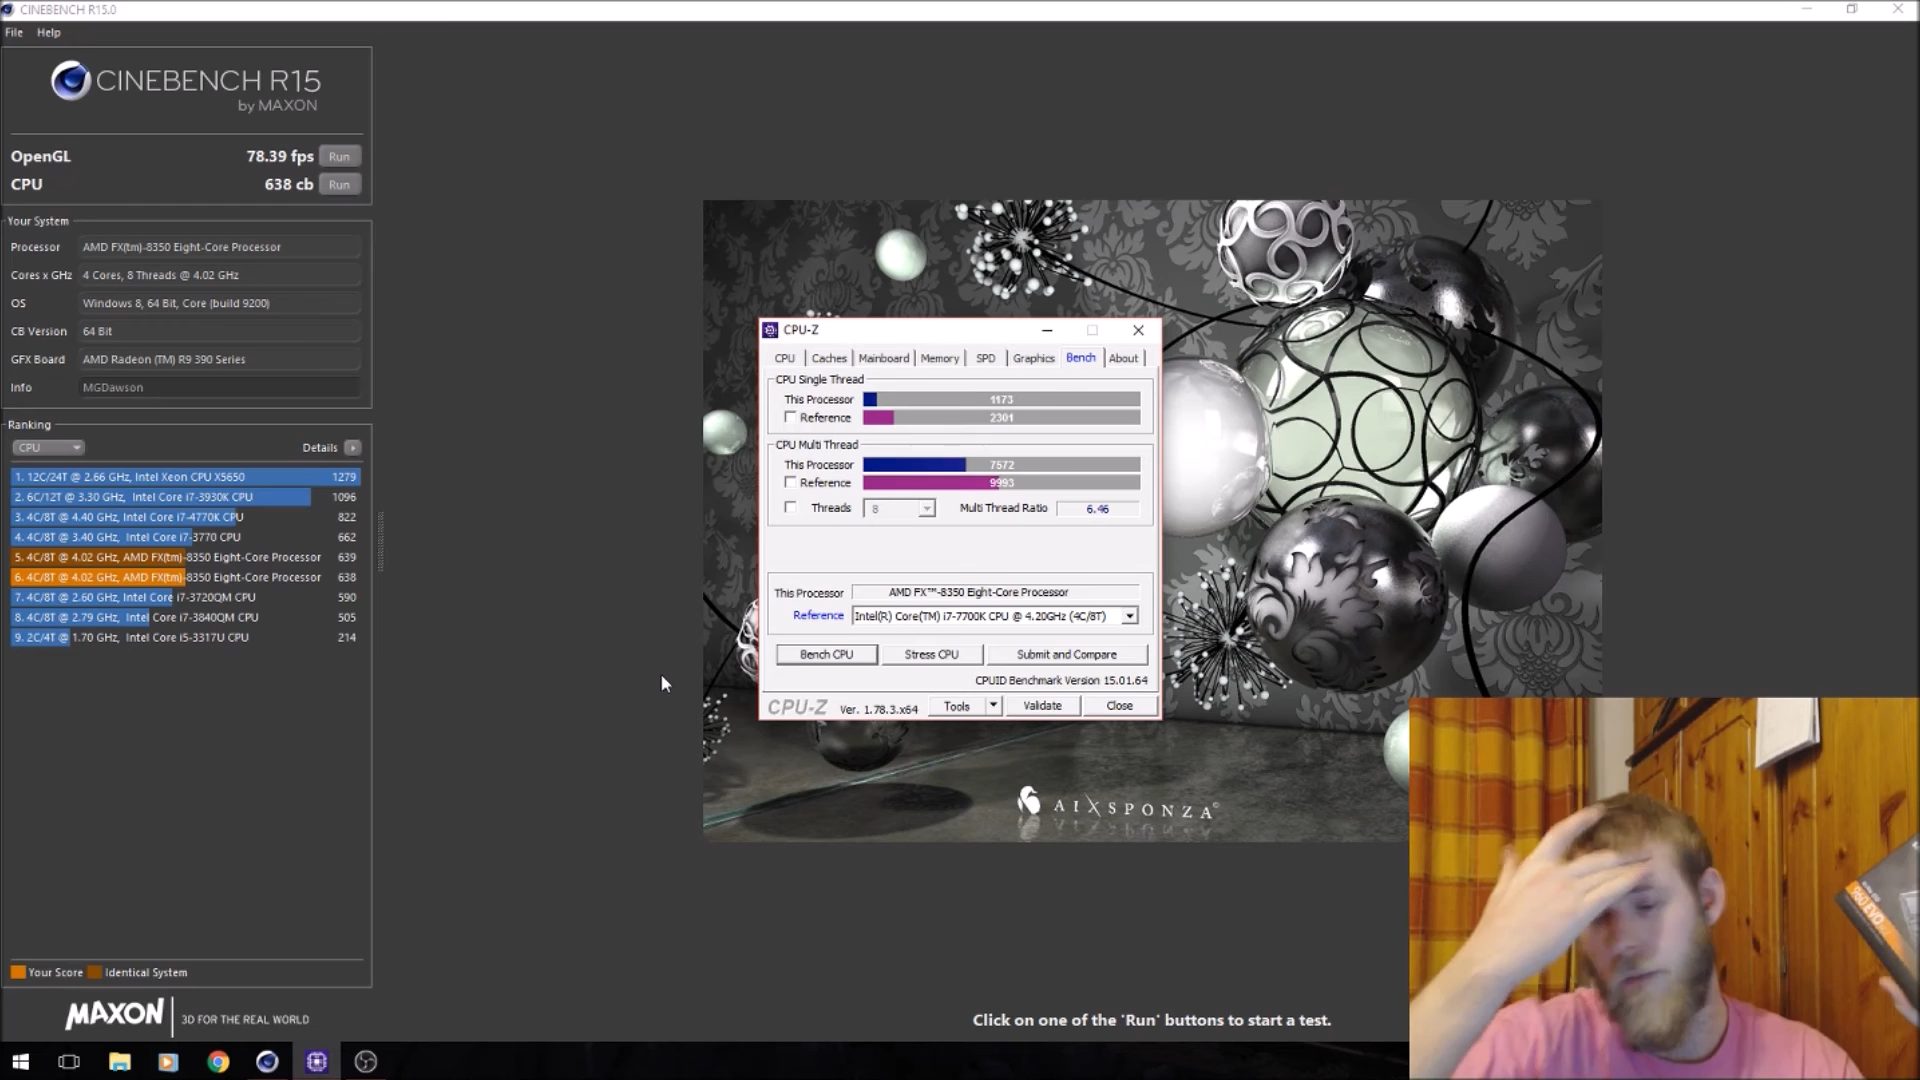 CINEBENCH R15.0
File Help
CINEBENCH R15
by MAXON
OpenGL 78.39 fps Run
CPU 638 cb Run
Your System
Processor AMD FX(tm)-8350 Eight-Core Processor
Cores x GHz 4 Cores, 8 Threads @ 4.02 GHz
OS Windows 8, 64 Bit, Core (build 9200)
CB Version 64 Bit
GFX Board AMD Radeon (TM) R9 390 Series
Info MGDawson
Ranking
CPU Details
1. 12C/24T @ 2.66 GHz, Intel Xeon CPU X5650 1279
2. 6C/12T @ 3.30 GHz, Intel Core i7-3930K CPU 1096
3. 4C/8T @ 4.40 GHz, Intel Core i7-4770K CPU 822
4. 4C/8T @ 3.40 GHz, Intel Core i7-3770 CPU 662
5. 4C/8T @ 4.02 GHz, AMD FX(tm)-8350 Eight-Core Processor 639
6. 4C/8T @ 4.02 GHz, AMD FX(tm)-8350 Eight-Core Processor 638
7. 4C/8T @ 2.60 GHz, Intel Core i7-3720QM CPU 590
8. 4C/8T @ 2.79 GHz, Intel Core i7-3840QM CPU 505
9. 2C/4T @ 1.70 GHz, Intel Core i5-3317U CPU 214
Your Score Identical System
MAXON 3D FOR THE REAL WORLD
CPU-Z
CPU Caches Mainboard Memory SPD Graphics Bench About
CPU Single Thread
This Processor 1173
Reference 2301
CPU Multi Thread
This Processor 7572
Reference 9993
Threads 8 Multi Thread Ratio 6.46
This Processor AMD FX™-8350 Eight-Core Processor
Reference Intel(R) Core(TM) i7-7700K CPU @ 4.20GHz (4C/8T)
Bench CPU Stress CPU Submit and Compare
CPUID Benchmark Version 15.01.64
CPU-Z Ver. 1.78.3.x64 Tools Validate Close
AIXSPONZA©
Click on one of the 'Run' buttons to start a test.
960 EVO